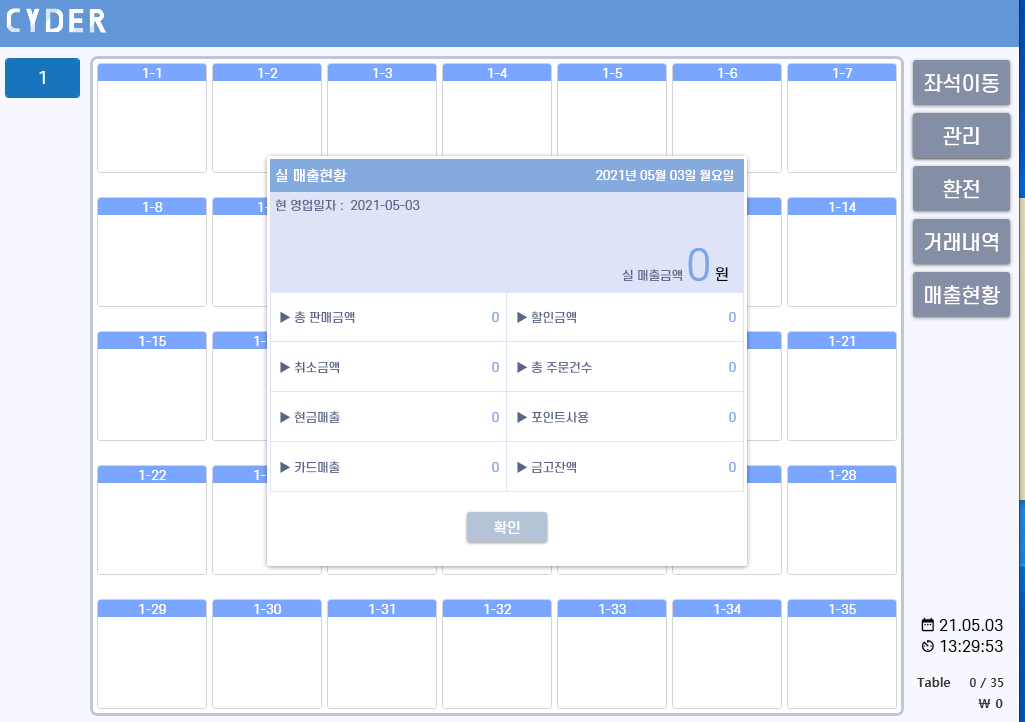 CYDER
1
1-1 1-2 1-3 1-4 1-5 1-6 1-7
좌석이동
관리
환전
거래내역
매출현황
실 매출현황 2021년 05월 03일 월요일
현 영업일자 : 2021-05-03
실 매출금액 0 원
▶ 총 판매금액 0 ▶ 할인금액 0
▶ 취소금액 0 ▶ 총 주문건수 0
▶ 현금매출 0 ▶ 포인트사용 0
▶ 카드매출 0 ▶ 금고잔액 0
확인
1-8 1- 1-14
1-15 1- 1-21
1-22 1- 1-28
1-29 1-30 1-31 1-32 1-33 1-34 1-35
21.05.03
13:29:53
Table 0 / 35
₩ 0